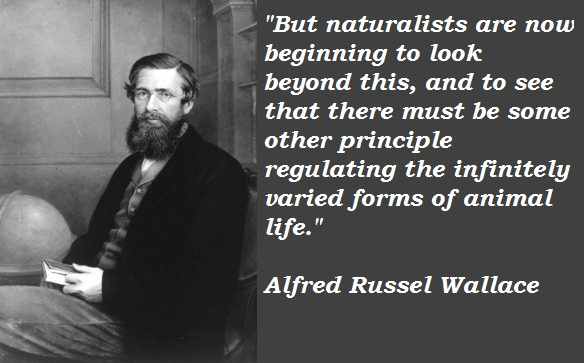 "But naturalists are now
beginning to look
beyond this, and to see
that there must be some
other principle
regulating the infinitely
varied forms of animal
life."
Alfred Russel Wallace